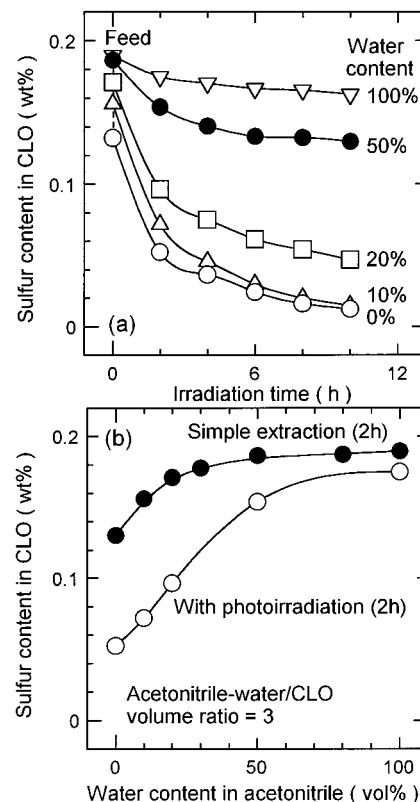 0.2
Feed
Water
content
100%
50%
Sulfur content in CLO ( wt% )
0.1
20%
10%
0%
0
(a)
0
6
12
Irradiation time ( h )
(b)
Simple extraction (2h)
0.2
Sulfur content in CLO ( wt% )
0.1
With photoirradiation (2h)
Acetonitrile-water/CLO
volume ratio = 3
0
0
50
100
Water content in acetonitrile ( vol% )